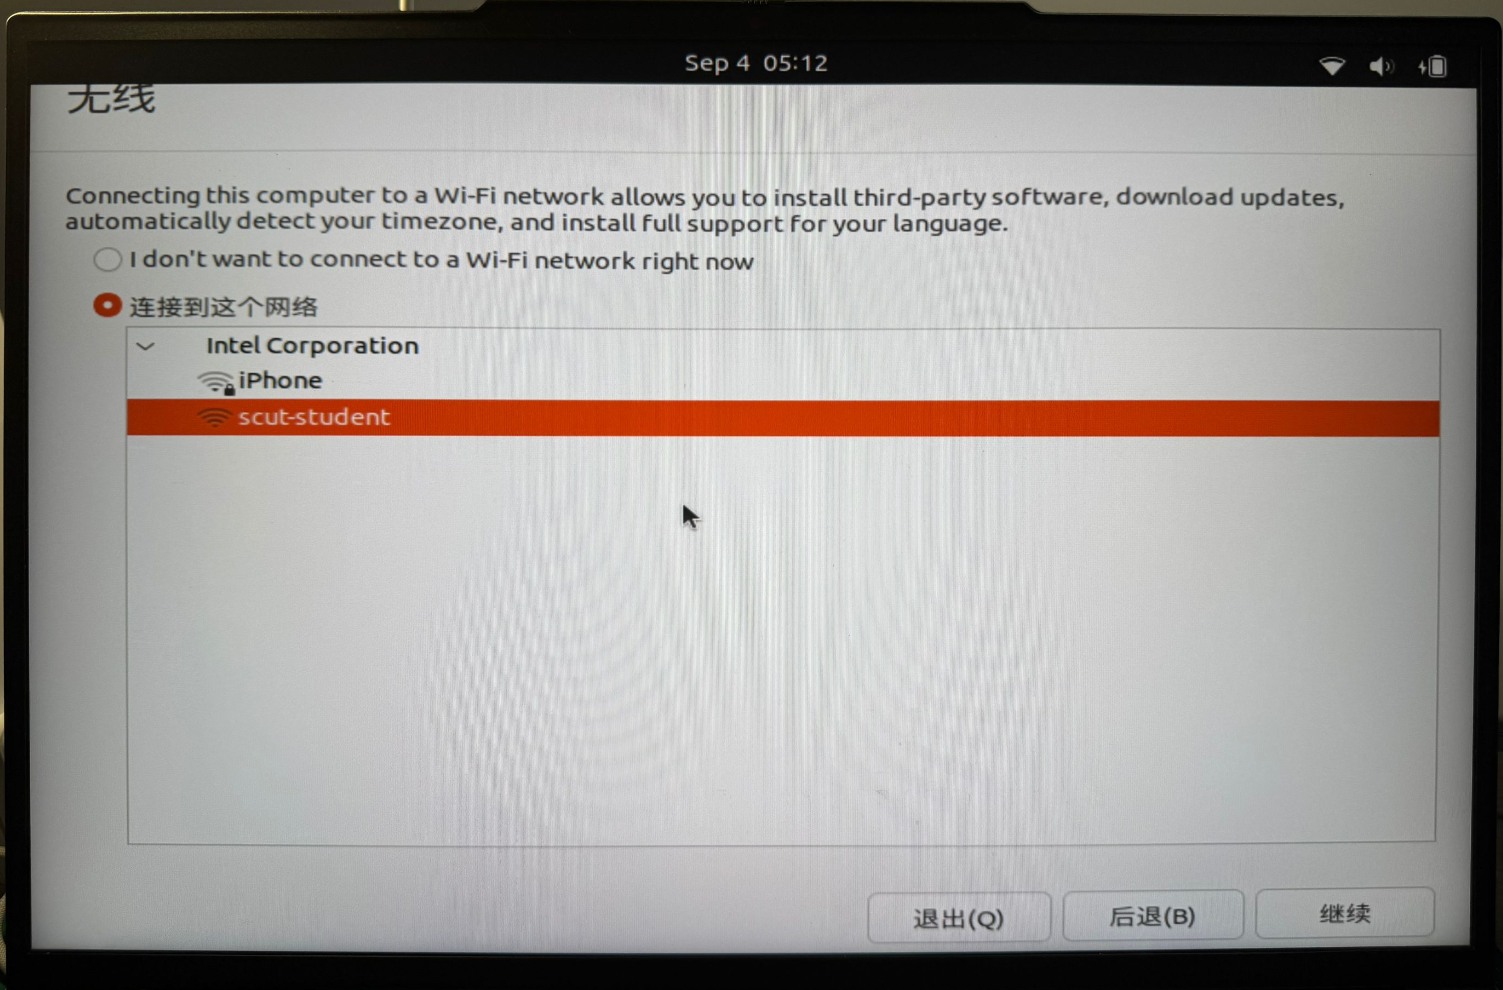 Sep 4 05:12
无线
Connecting this computer to a Wi-Fi network allows you to install third-party software, download updates,
automatically detect your timezone, and install full support for your language.
I don't want to connect to a Wi-Fi network right now
连接到这个网络
Intel Corporation
iPhone
scut-student
退出(Q)
后退(B)
继续